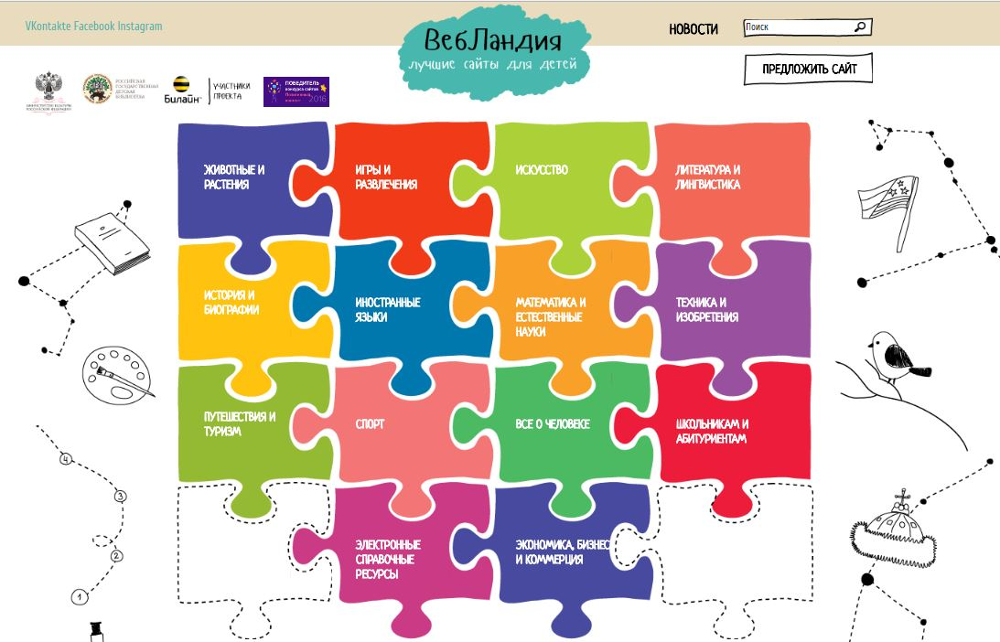 VKontakte Facebook Instagram
ВебЛандия
лучшие сайты для детей
НОВОСТИ
Поиск
ПРЕДЛОЖИТЬ САЙТ
МИНИСТЕРСТВО КУЛЬТУРЫ
РОССИЙСКОЙ ФЕДЕРАЦИИ
РОССИЙСКАЯ
ГОСУДАРСТВЕННАЯ
ДЕТСКАЯ
БИБЛИОТЕКА
Билайн
УЧАСТНИКИ
ПРОЕКТА
ПОБЕДИТЕЛЬ
конкурса сайтов
Позитивный
контент 2016
ЖИВОТНЫЕ И
РАСТЕНИЯ
ИГРЫ И
РАЗВЛЕЧЕНИЯ
ИСКУССТВО
ЛИТЕРАТУРА И
ЛИНГВИСТИКА
ИСТОРИЯ И
БИОГРАФИИ
ИНОСТРАННЫЕ
ЯЗЫКИ
МАТЕМАТИКА И
ЕСТЕСТВЕННЫЕ
НАУКИ
ТЕХНИКА И
ИЗОБРЕТЕНИЯ
ПУТЕШЕСТВИЯ И
ТУРИЗМ
СПОРТ
ВСЕ О ЧЕЛОВЕКЕ
ШКОЛЬНИКАМ И
АБИТУРИЕНТАМ
ЭЛЕКТРОННЫЕ
СПРАВОЧНЫЕ
РЕСУРСЫ
ЭКОНОМИКА, БИЗНЕС
И КОММЕРЦИЯ
4
3
2
1